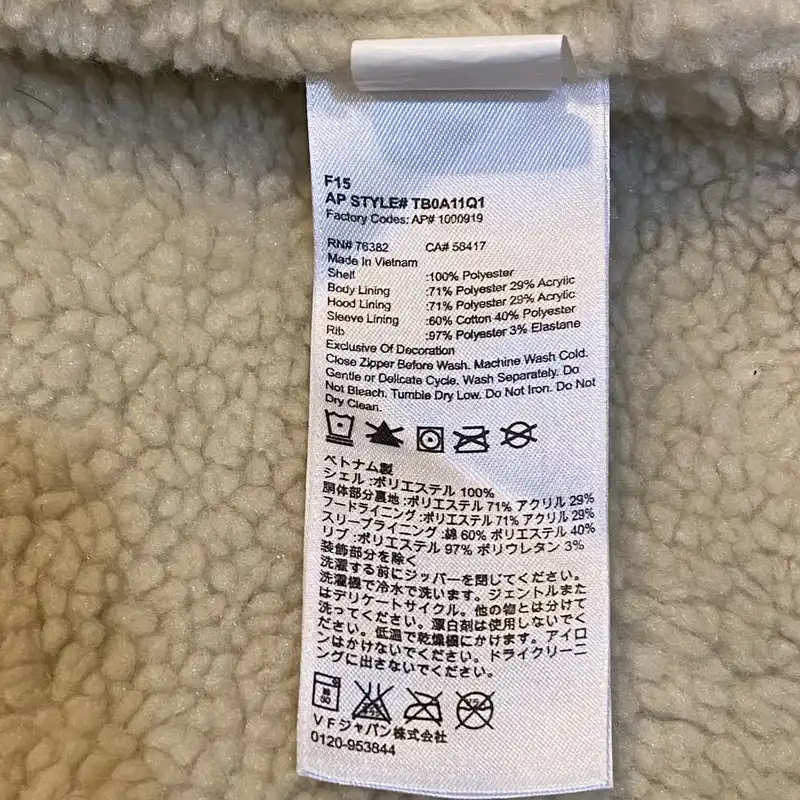 F15
AP STYLE# TB0A11Q1
Factory Codes: AP# 1000919
RN# 76382 CA# 58417
Made In Vietnam
Shell :100% Polyester
Body Lining :71% Polyester 29% Acrylic
Hood Lining :71% Polyester 29% Acrylic
Sleeve Lining :60% Cotton 40% Polyester
Rib :97% Polyester 3% Elastane
Exclusive Of Decoration
Close Zipper Before Wash. Machine Wash Cold.
Gentle or Delicate Cycle. Wash Separately. Do
Not Bleach. Tumble Dry Low. Do Not Iron. Do Not
Dry Clean.
ベトナム製
シェル :ポリエステル 100%
胴体部分裏地 :ポリエステル 71% アクリル 29%
フードライニング :ポリエステル 71% アクリル 29%
スリーブライニング :綿 60% ポリエステル 40%
リブ :ポリエステル 97% ポリウレタン 3%
装飾部分を除く
洗濯する前にジッパーを閉じてください。
洗濯機で冷水で洗います。ジェントルまた
はデリケートサイクル。他の物とは分けて
洗ってください。漂白剤は使用しないでく
ださい。低温で乾燥機にかけます。アイロ
ンはかけないでください。ドライクリーニ
ングに出さないでください。
VFジャパン株式会社
0120-953844